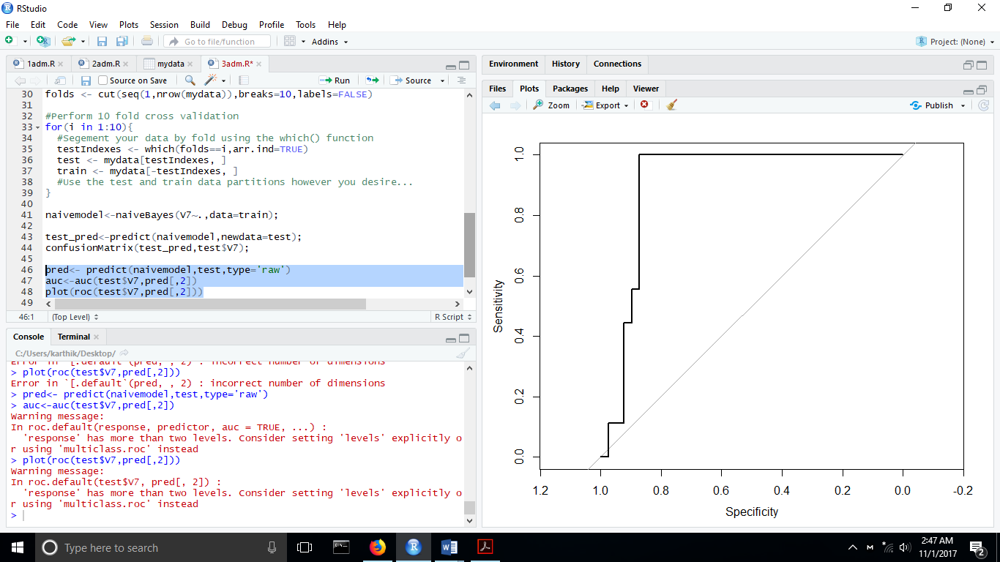 RStudio
File Edit Code View Plots Session Build Debug Profile Tools Help
Go to file/function Addins Project: (None)
1adm.R 2adm.R mydata 3adm.R*
Source on Save Run Source
30 folds <- cut(seq(1,nrow(mydata)),breaks=10,labels=FALSE)
31
32 #Perform 10 fold cross validation
33 for(i in 1:10){
34 #Segement your data by fold using the which() function
35 testIndexes <- which(folds==i,arr.ind=TRUE)
36 test <- mydata[testIndexes, ]
37 train <- mydata[-testIndexes, ]
38 #Use the test and train data partitions however you desire...
39 }
40
41 naivemodel<-naiveBayes(V7~.,data=train);
42
43 test_pred<-predict(naivemodel,newdata=test);
44 confusionMatrix(test_pred,test$V7);
45
46 pred<- predict(naivemodel,test,type='raw')
47 auc<-auc(test$V7,pred[,2])
48 plot(roc(test$V7,pred[,2]))
49
46:1 (Top Level) R Script
Console Terminal
C:/Users/karthik/Desktop/
Error in `[.default`(pred, , 2) : incorrect number of dimensions
> plot(roc(test$V7,pred[,2]))
Error in `[.default`(pred, , 2) : incorrect number of dimensions
> pred<- predict(naivemodel,test,type='raw')
> auc<-auc(test$V7,pred[,2])
Warning message:
In roc.default(response, predictor, auc = TRUE, ...) :
'response' has more than two levels. Consider setting 'levels' explicitly o
r using 'multiclass.roc' instead
> plot(roc(test$V7,pred[,2]))
Warning message:
In roc.default(test$V7, pred[, 2]) :
'response' has more than two levels. Consider setting 'levels' explicitly o
r using 'multiclass.roc' instead
>
Environment History Connections
Files Plots Packages Help Viewer
Zoom Export Publish
Sensitivity
1.0
0.8
0.6
0.4
0.2
0.0
1.2 1.0 0.8 0.6 0.4 0.2 0.0 -0.2
Specificity
Type here to search
2:47 AM
11/1/2017
2